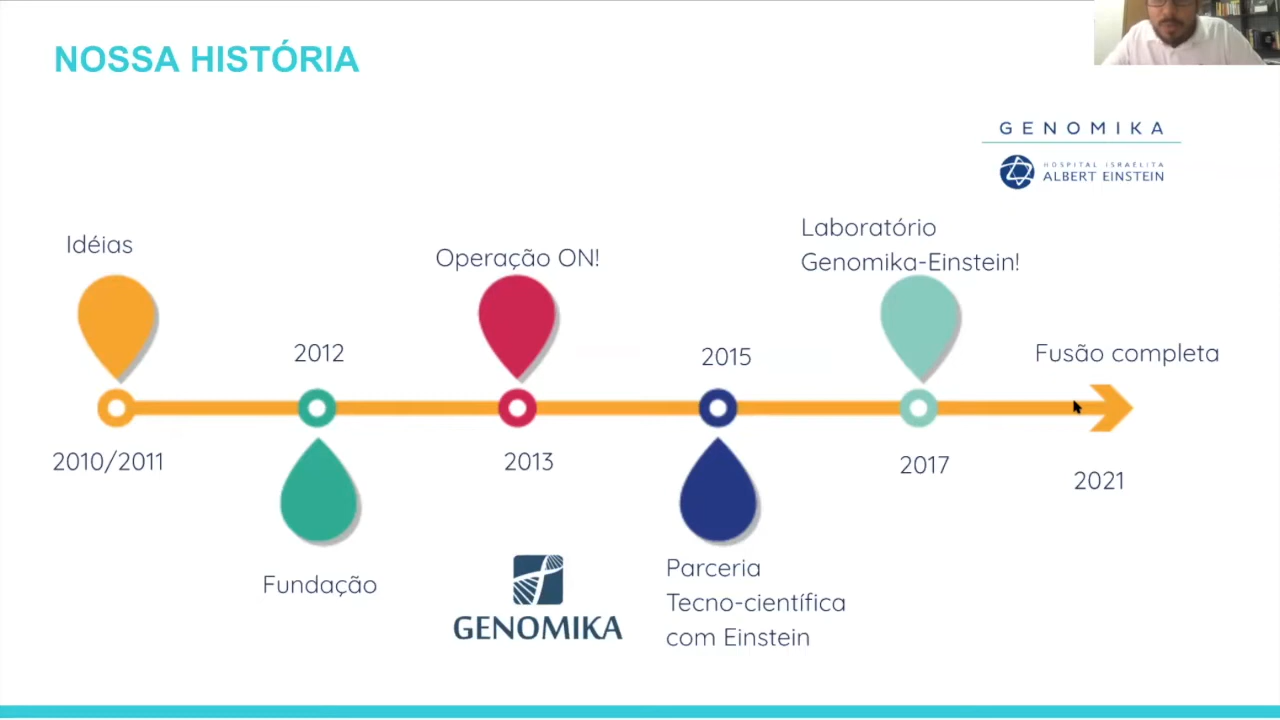 NOSSA HISTÓRIA
GENOMIKA
HOSPITAL ISRAELITA
ALBERT EINSTEIN
Idéias
2010/2011
2012
Fundação
Operação ON!
2013
GENOMIKA
2015
Parceria
Tecno-científica
com Einstein
Laboratório
Genomika-Einstein!
2017
Fusão completa
2021